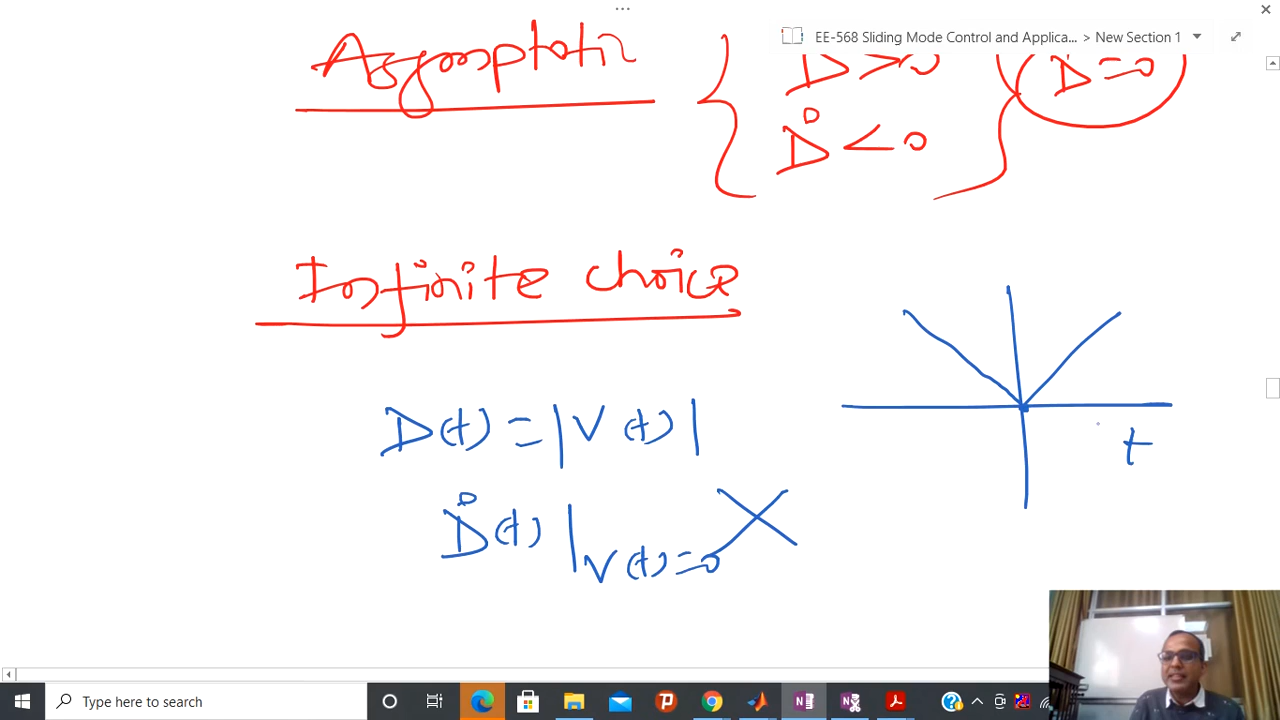 ...
EE-568 Sliding Mode Control and Applica... > New Section 1
Asymptotic
D > 0
Ḋ < 0
D = 0
Infinite choice
D(t) = |V(t)|
Ḋ(t) |V(t)=0
t
Type here to search